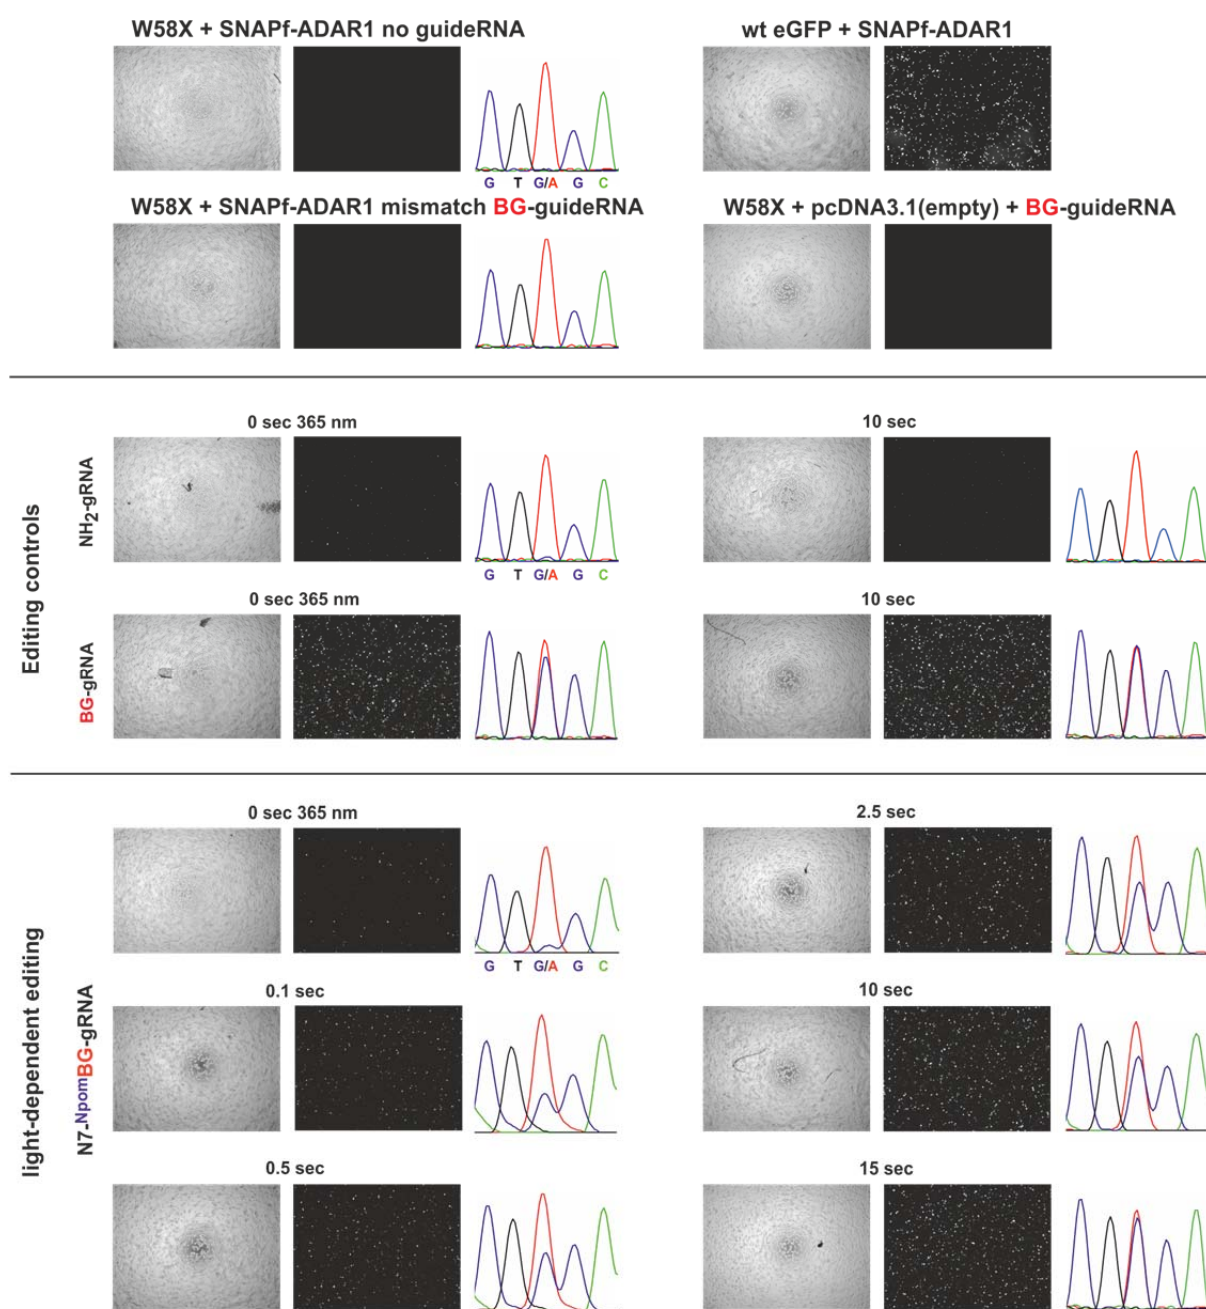 W58X + SNAPf-ADAR1 no guideRNA
wt eGFP + SNAPf-ADAR1
G T G/A G C
W58X + SNAPf-ADAR1 mismatch BG-guideRNA
W58X + pcDNA3.1(empty) + BG-guideRNA
Editing controls
NH2-gRNA
0 sec 365 nm
10 sec
G T G/A G C
BG-gRNA
0 sec 365 nm
10 sec
light-dependent editing
N7-NpomBG-gRNA
0 sec 365 nm
2.5 sec
G T G/A G C
0.1 sec
10 sec
0.5 sec
15 sec